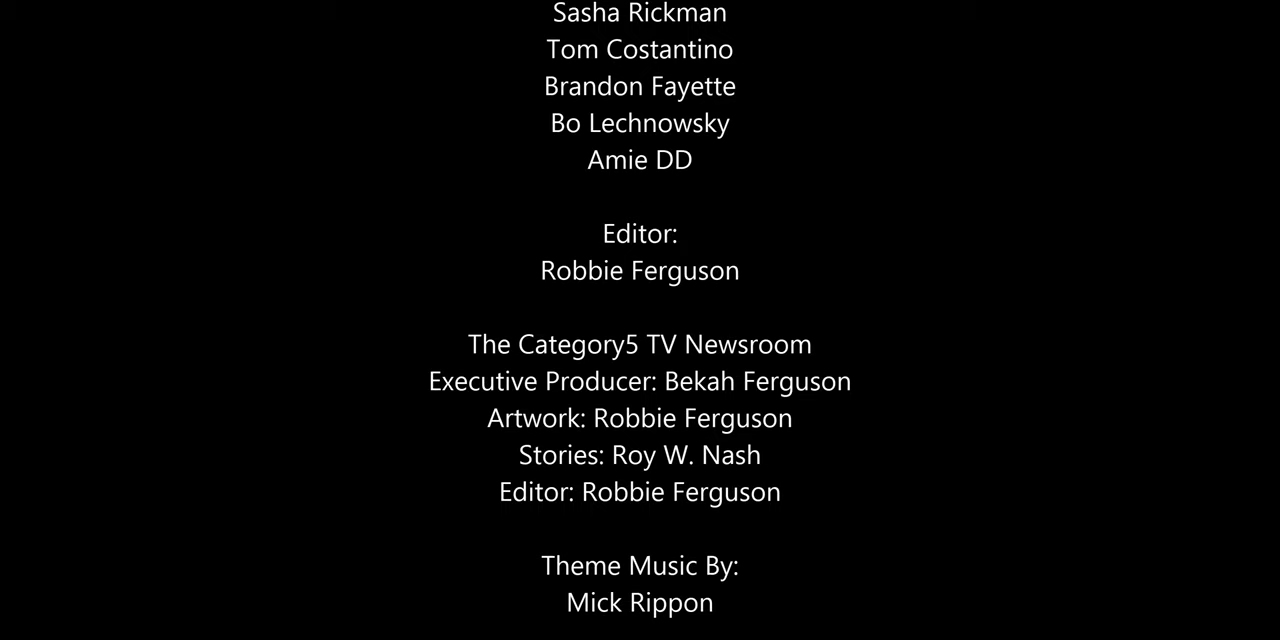 Sasha Rickman
Tom Costantino
Brandon Fayette
Bo Lechnowsky
Amie DD
Editor:
Robbie Ferguson
The Category5 TV Newsroom
Executive Producer: Bekah Ferguson
Artwork: Robbie Ferguson
Stories: Roy W. Nash
Editor: Robbie Ferguson
Theme Music By:
Mick Rippon